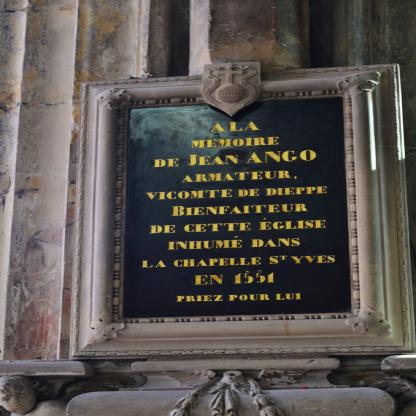 A LA
MEMOIRE
DE JEAN ANGO
ARMATEUR,
VICOMTE DE DIEPPE
BIENFAITEUR
DE CETTE ÉGLISE
INHUMÉ DANS
LA CHAPELLE ST YVES
EN 1551
PRIEZ POUR LUI